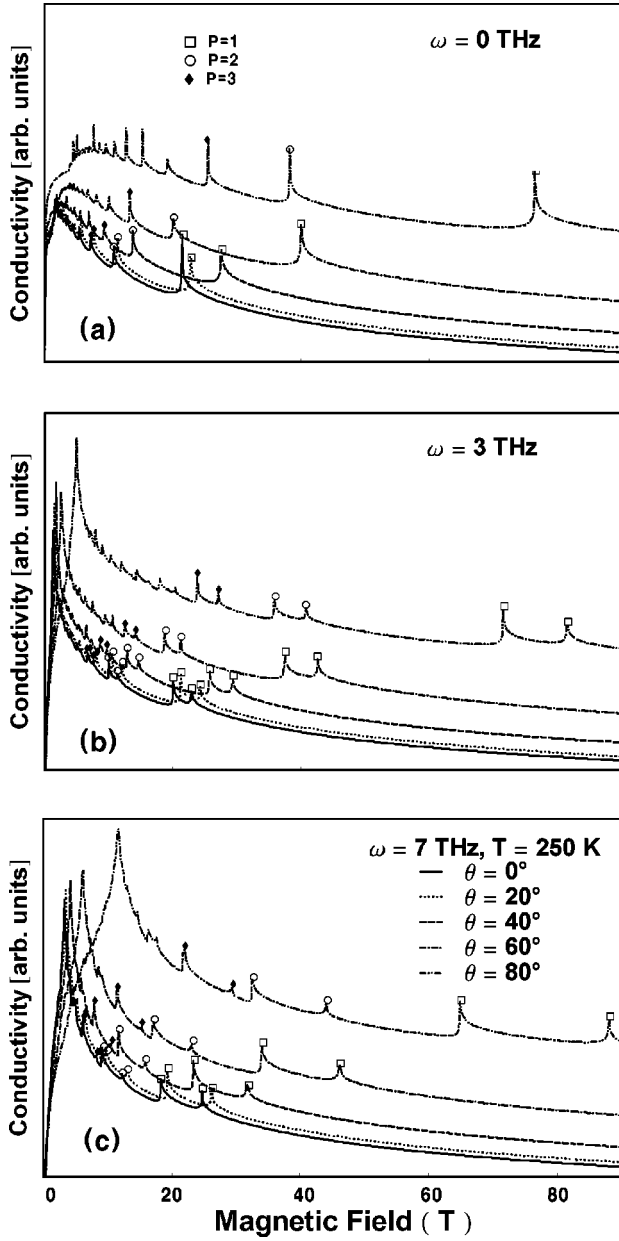 Conductivity [arb. units]
P=1
P=2
P=3
ω = 0 THz
(a)
Conductivity [arb. units]
ω = 3 THz
(b)
Conductivity [arb. units]
ω = 7 THz, T = 250 K
θ = 0°
θ = 20°
θ = 40°
θ = 60°
θ = 80°
(c)
0 20 40 60 80
Magnetic Field ( T )